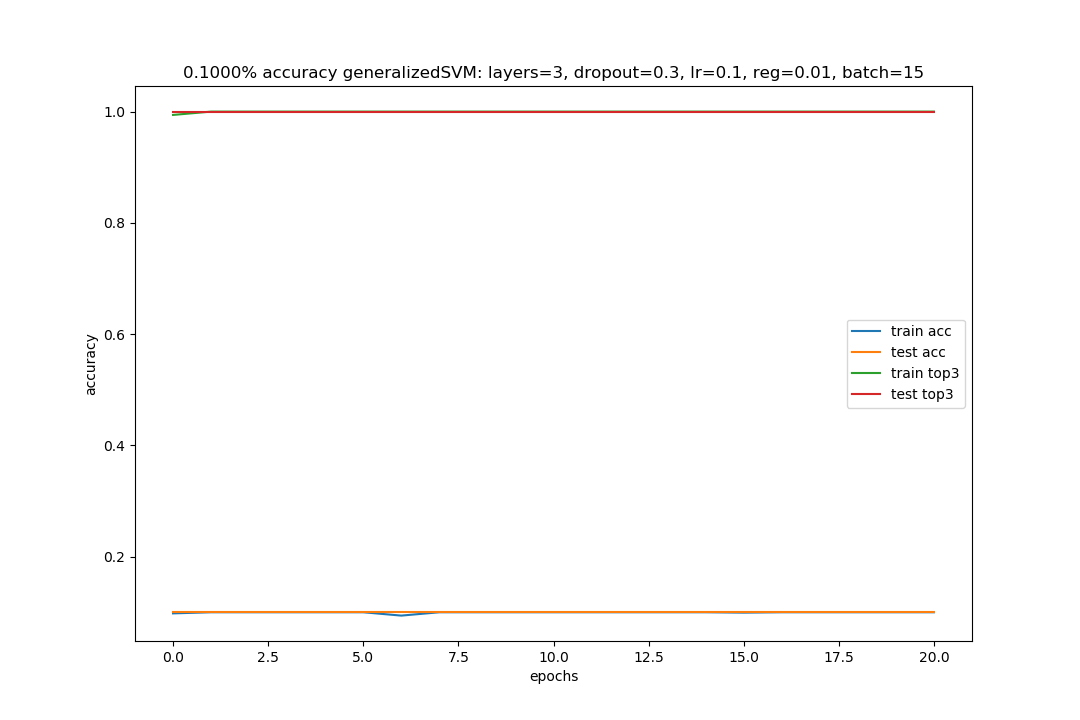 0.1000% accuracy generalizedSVM: layers=3, dropout=0.3, lr=0.1, reg=0.01, batch=15
1.0
0.8
0.6
0.4
0.2
accuracy
train acc
test acc
train top3
test top3
0.0 2.5 5.0 7.5 10.0 12.5 15.0 17.5 20.0
epochs